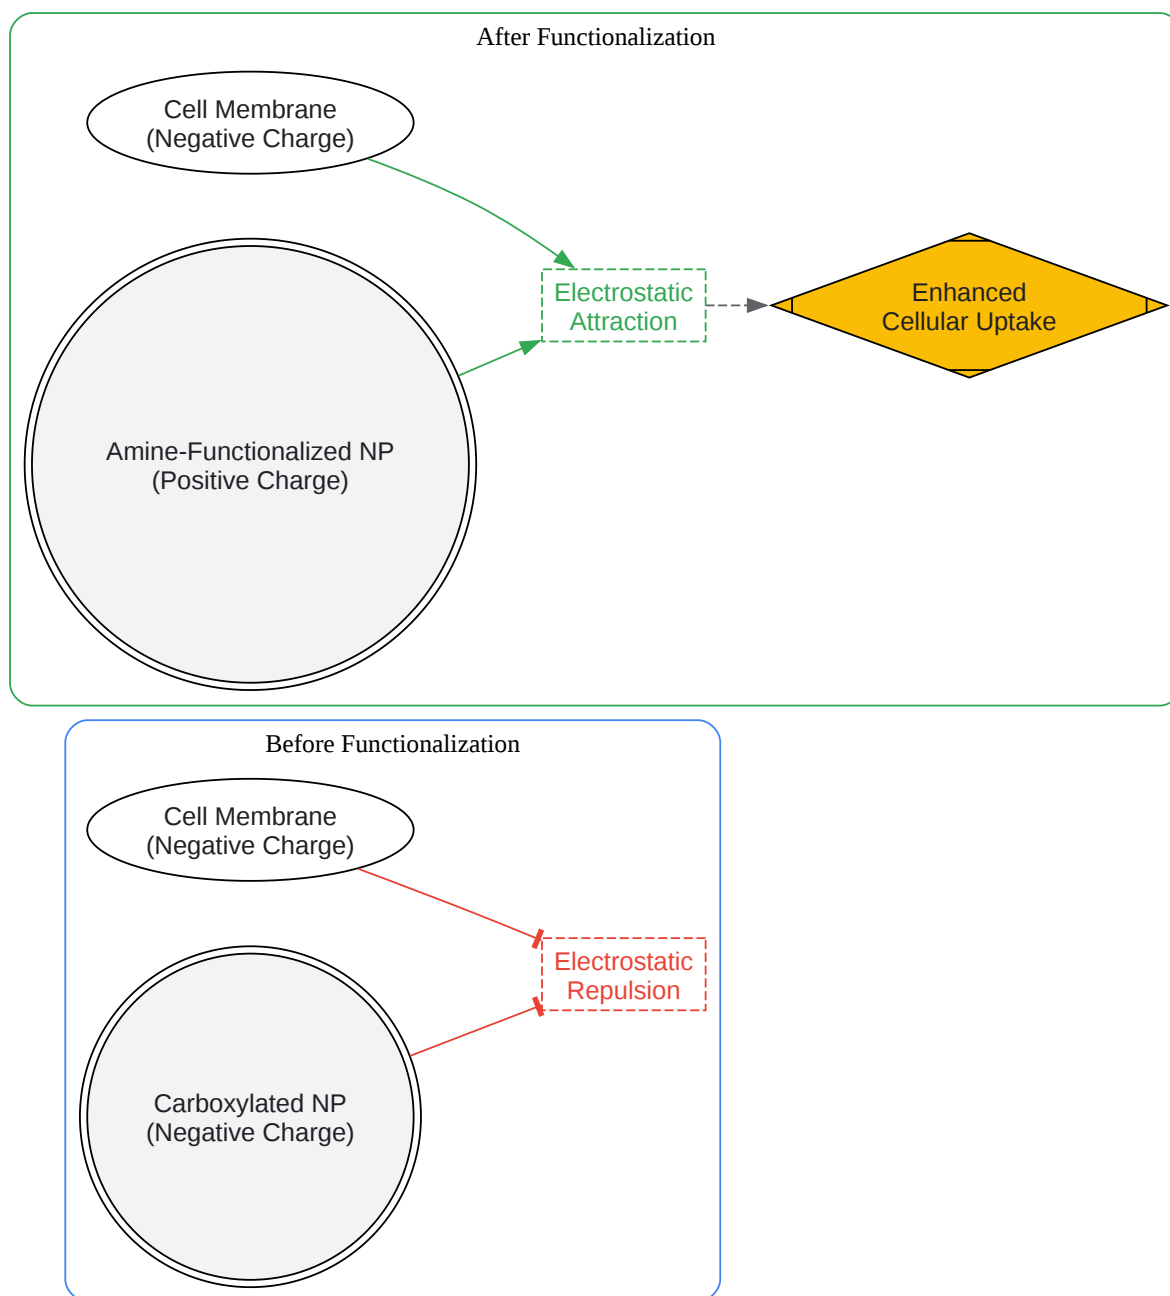 After Functionalization
Cell Membrane
(Negative Charge)
Electrostatic
Attraction
Enhanced
Cellular Uptake
Amine-Functionalized NP
(Positive Charge)
Before Functionalization
Cell Membrane
(Negative Charge)
Electrostatic
Repulsion
Carboxylated NP
(Negative Charge)